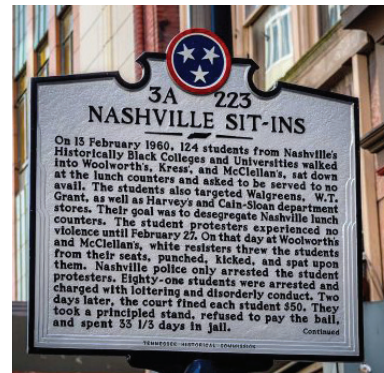 3A 223
NASHVILLE SIT-INS
On 13 February 1960, 124 students from Nashville's
Historically Black Colleges and Universities walked
into Woolworth's, Kress', and McClellan's, sat down
at the lunch counters and asked to be served to no
avail. The students also targeted Walgreens, W.T.
Grant, as well as Harvey's and Cain-Sloan department
stores. Their goal was to desegregate Nashville lunch
counters. The student protesters experienced no
violence until February 27. On that day at Woolworth's
and McClellan's, white resisters threw the students
from their seats, punched, kicked, and spat upon
them. Nashville police only arrested the student
protesters. Eighty-one students were arrested and
charged with loitering and disorderly conduct. Two
days later, the court fined each student $50. They
took a principled stand, refused to pay the bail,
and spent 33 1/3 days in jail.
Continued
TENNESSEE HISTORICAL COMMISSION